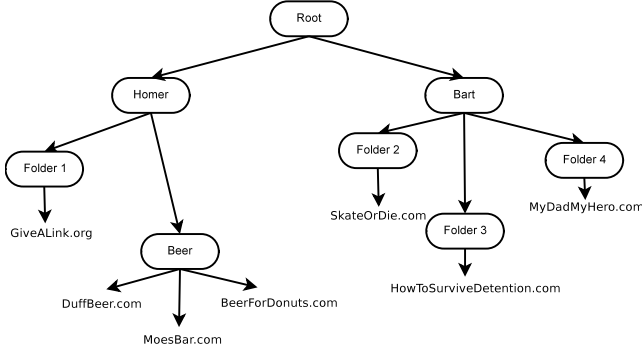 Root
Homer
Bart
Folder 1
Folder 2
Folder 4
GiveALink.org
SkateOrDie.com
MyDadMyHero.com
Folder 3
Beer
HowToSurviveDetention.com
DuffBeer.com
BeerForDonuts.com
MoesBar.com